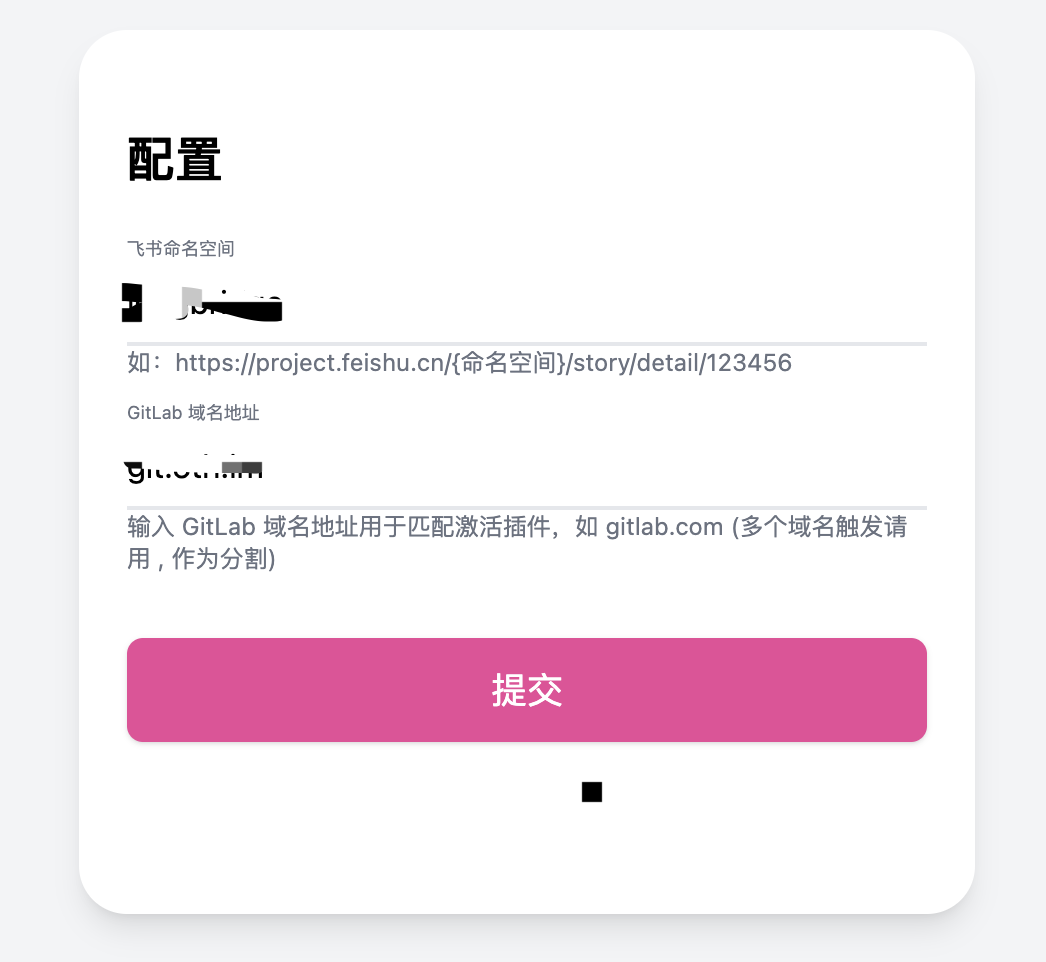 配置
飞书命名空间
如：https://project.feishu.cn/{命名空间}/story/detail/123456
GitLab 域名地址
输入 GitLab 域名地址用于匹配激活插件，如 gitlab.com (多个域名触发请
用 , 作为分割)
提交